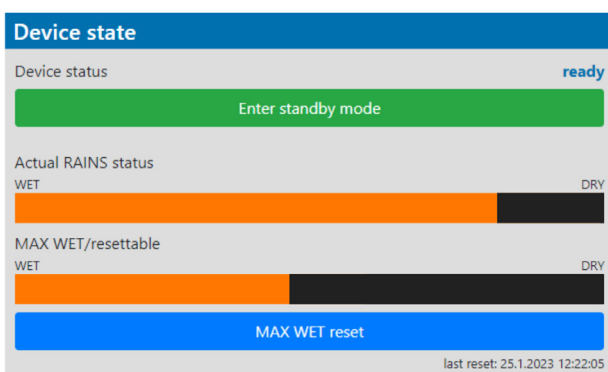 Device state
Device status ready
Enter standby mode
Actual RAINS status
WET DRY
MAX WET/resettable
WET DRY
MAX WET reset
last reset: 25.1.2023 12:22:05